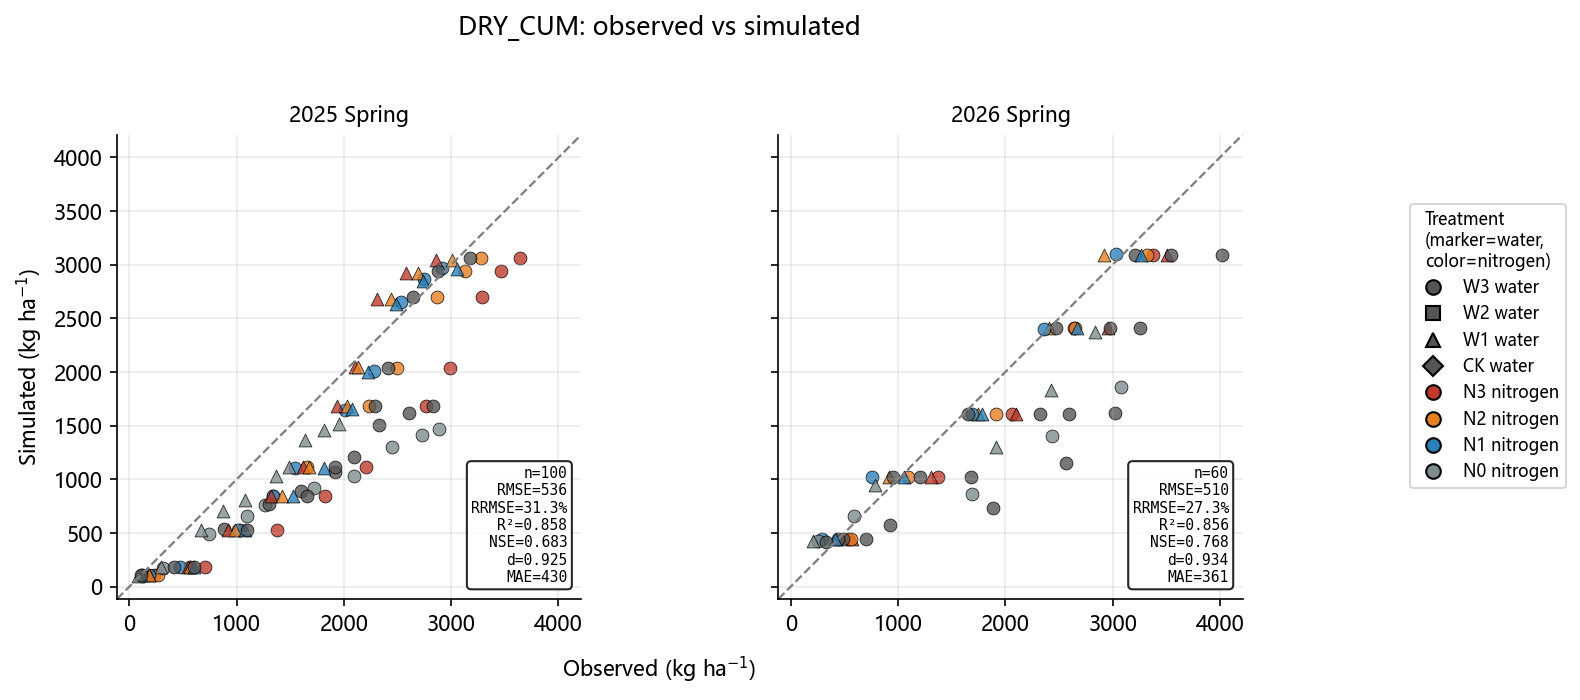 DRY_CUM: observed vs simulated
2025 Spring
2026 Spring
Simulated (kg ha⁻¹)
4000
3500
3000
2500
2000
1500
1000
500
0
n=100
RMSE=536
RRMSE=31.3%
R²=0.858
NSE=0.683
d=0.925
MAE=430
0 1000 2000 3000 4000
n=60
RMSE=510
RRMSE=27.3%
R²=0.856
NSE=0.768
d=0.934
MAE=361
0 1000 2000 3000 4000
Observed (kg ha⁻¹)
Treatment
(marker=water,
color=nitrogen)
W3 water
W2 water
W1 water
CK water
N3 nitrogen
N2 nitrogen
N1 nitrogen
N0 nitrogen